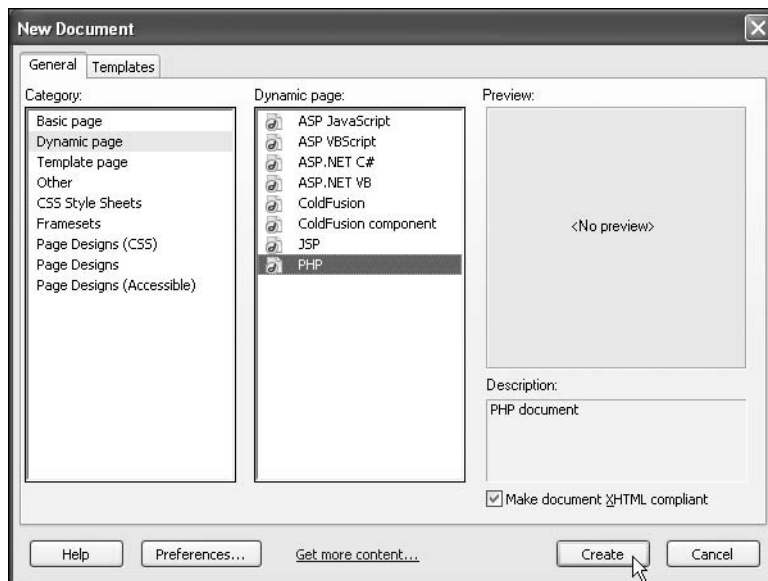 New Document
General
Templates
Category:
Basic page
Dynamic page
Template page
Other
CSS Style Sheets
Framesets
Page Designs (CSS)
Page Designs
Page Designs (Accessible)
Dynamic page:
ASP JavaScript
ASP VBScript
ASP.NET C#
ASP.NET VB
ColdFusion
ColdFusion component
JSP
PHP
Preview:
<No preview>
Description:
PHP document
Make document XHTML compliant
Help
Preferences...
Get more content...
Create
Cancel